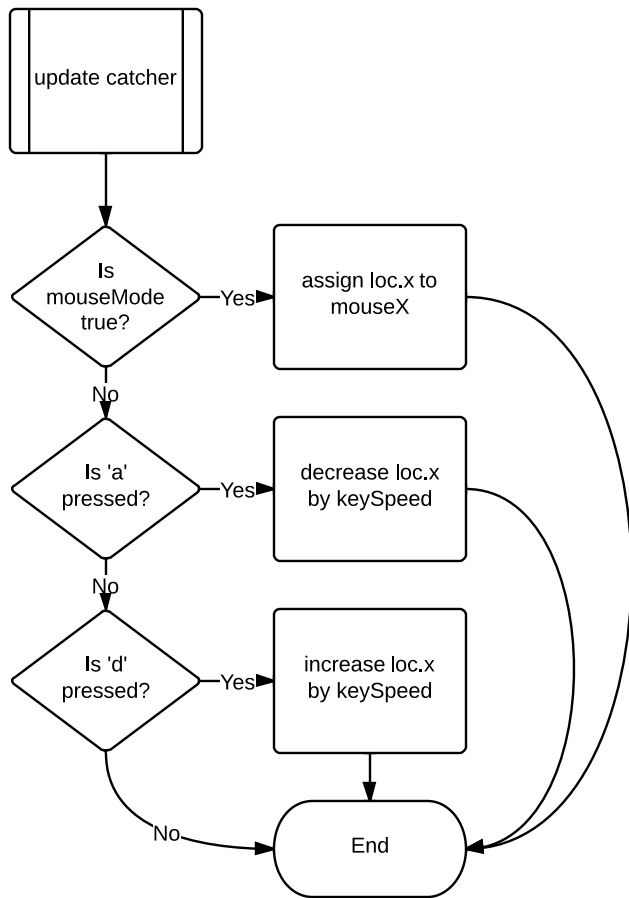 update catcher
Is
mouseMode
true?
Yes
assign loc.x to
mouseX
No
Is 'a'
pressed?
Yes
decrease loc.x
by keySpeed
No
Is 'd'
pressed?
Yes
increase loc.x
by keySpeed
No
End